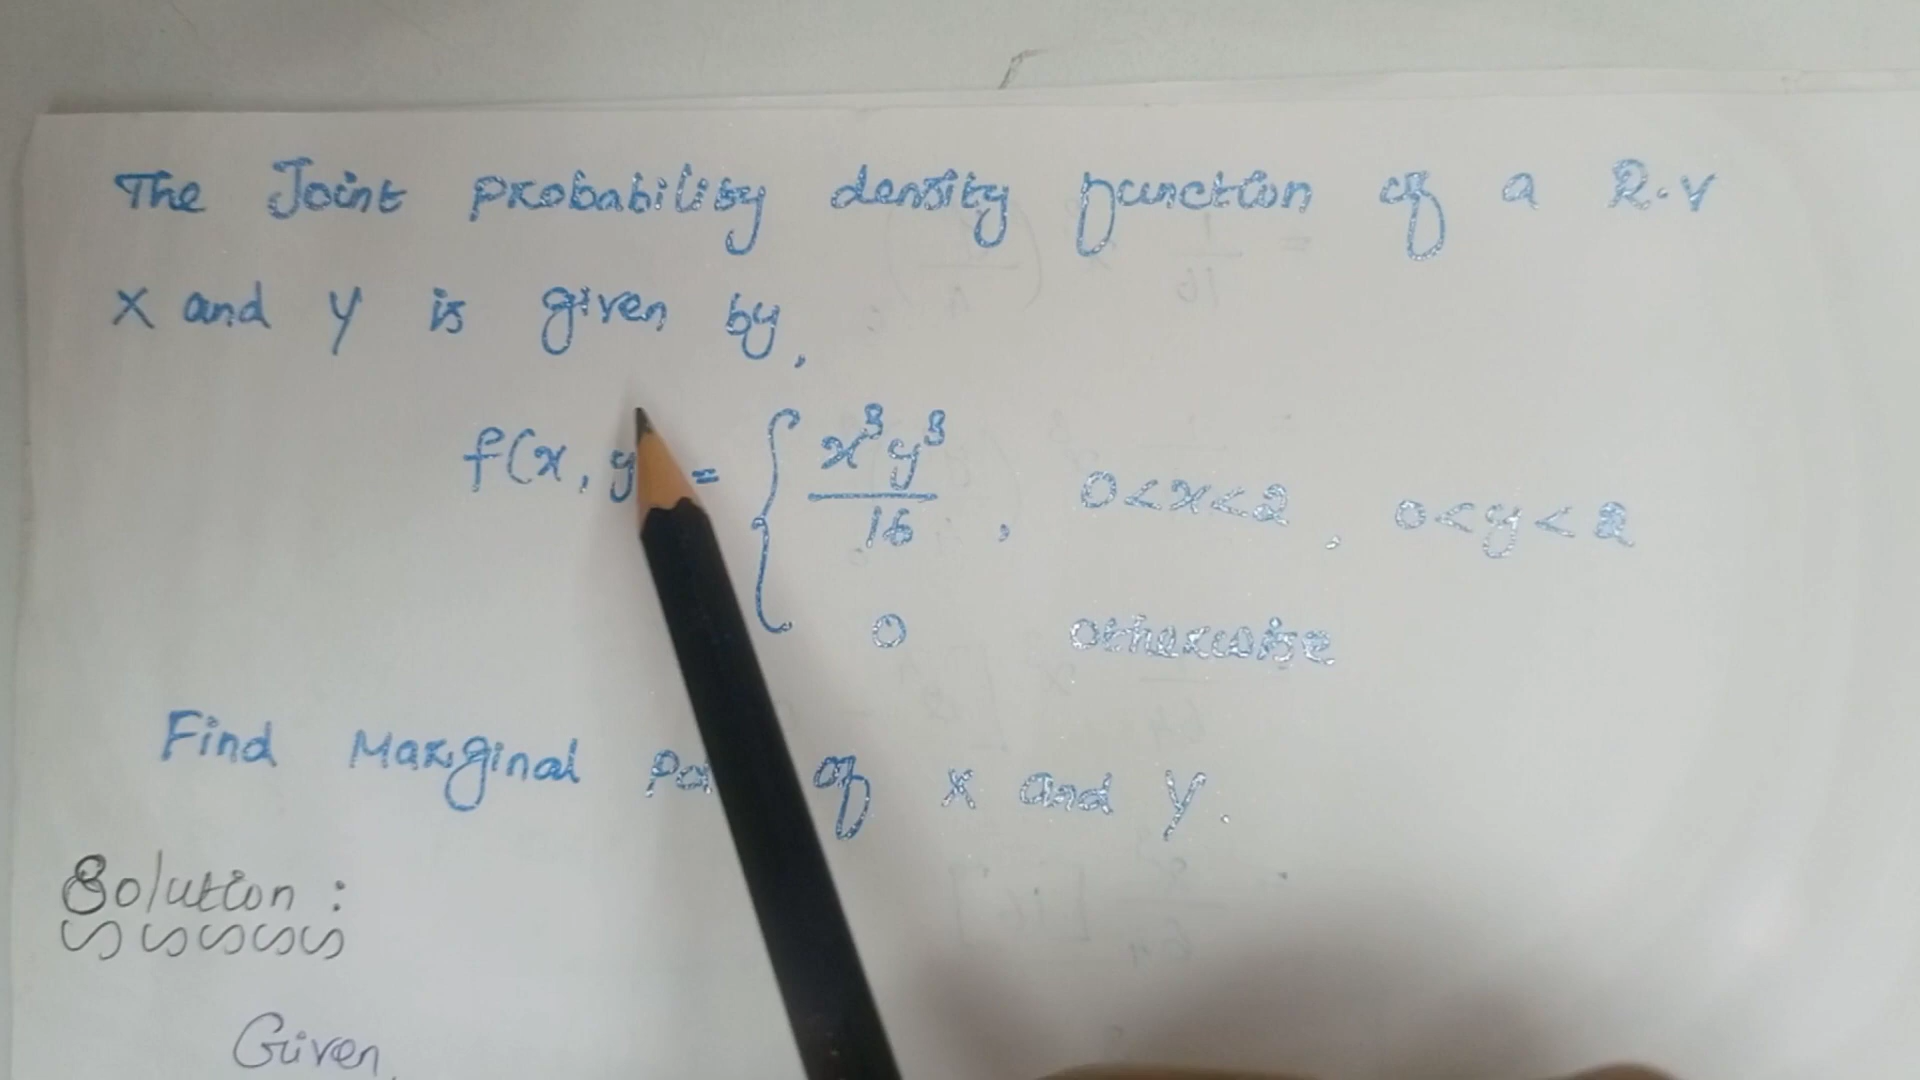 The Joint probability density function of a R.V
X and Y is given by,
f(x, y = { x³y³/16 , 0<x<2, 0<y<2
0 otherwise
Find Marginal of X and Y.
Solution:
Given,